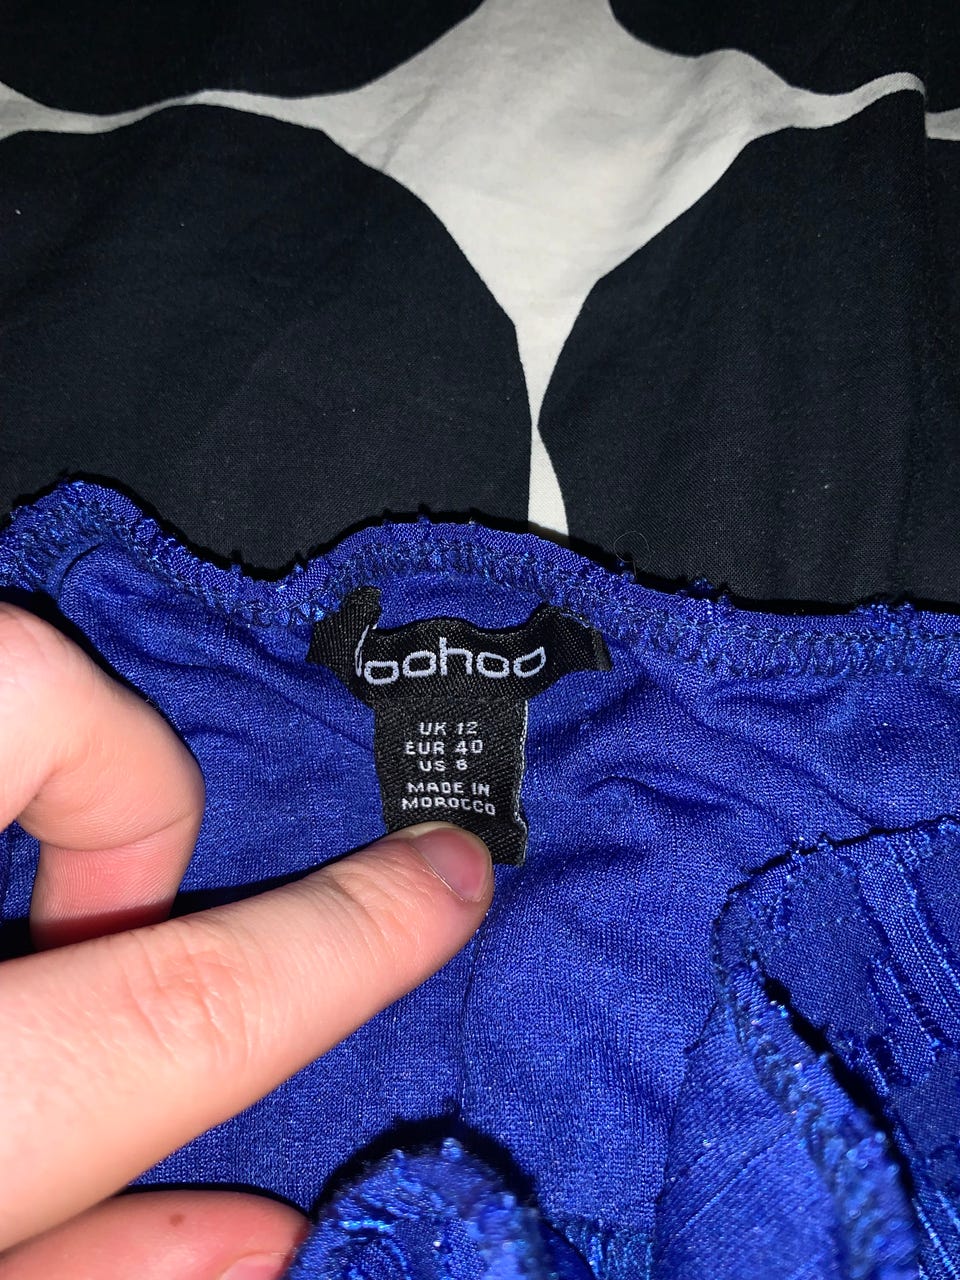 boohoo
UK 12
EUR 40
US 8
MADE IN
MOROCCO